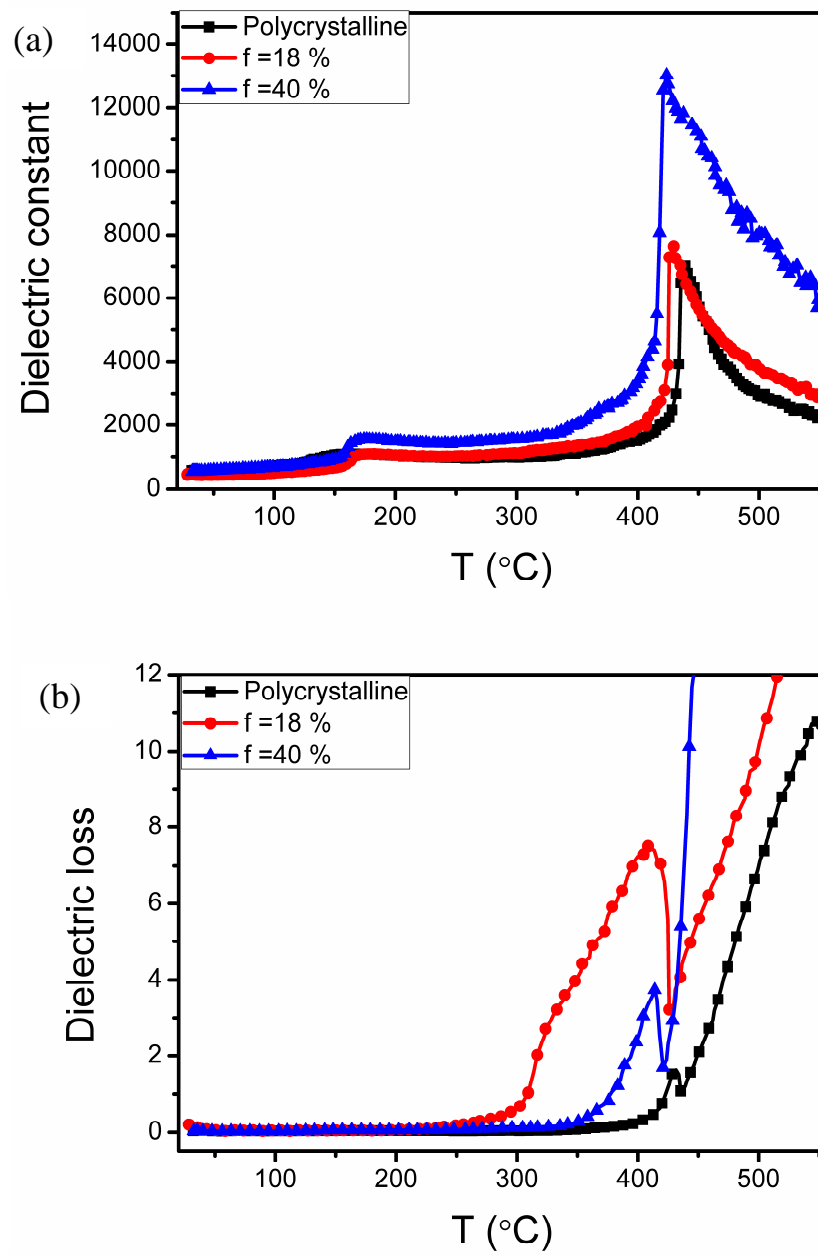 (a)
Polycrystalline
f =18 %
f =40 %
14000
12000
10000
8000
6000
4000
2000
0
Dielectric constant
100 200 300 400 500
T (°C)
(b)
Polycrystalline
f =18 %
f =40 %
12
10
8
6
4
2
0
Dielectric loss
100 200 300 400 500
T (°C)